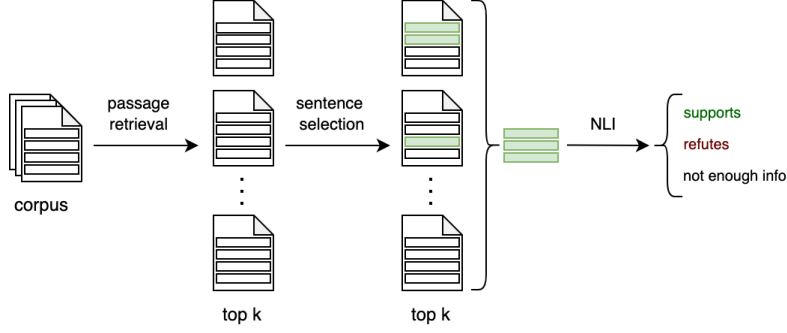 passage
retrieval
sentence
selection
NLI
supports
refutes
not enough info
corpus
top k
top k